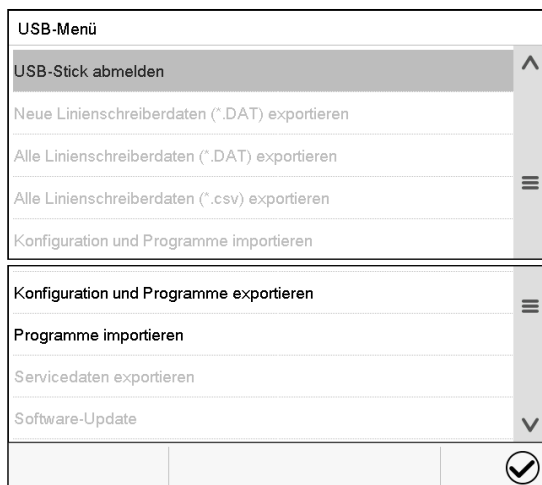 USB-Menü
USB-Stick abmelden
Neue Linienschreiberdaten (*.DAT) exportieren
Alle Linienschreiberdaten (*.DAT) exportieren
Alle Linienschreiberdaten (*.csv) exportieren
Konfiguration und Programme importieren
Konfiguration und Programme exportieren
Programme importieren
Servicedaten exportieren
Software-Update